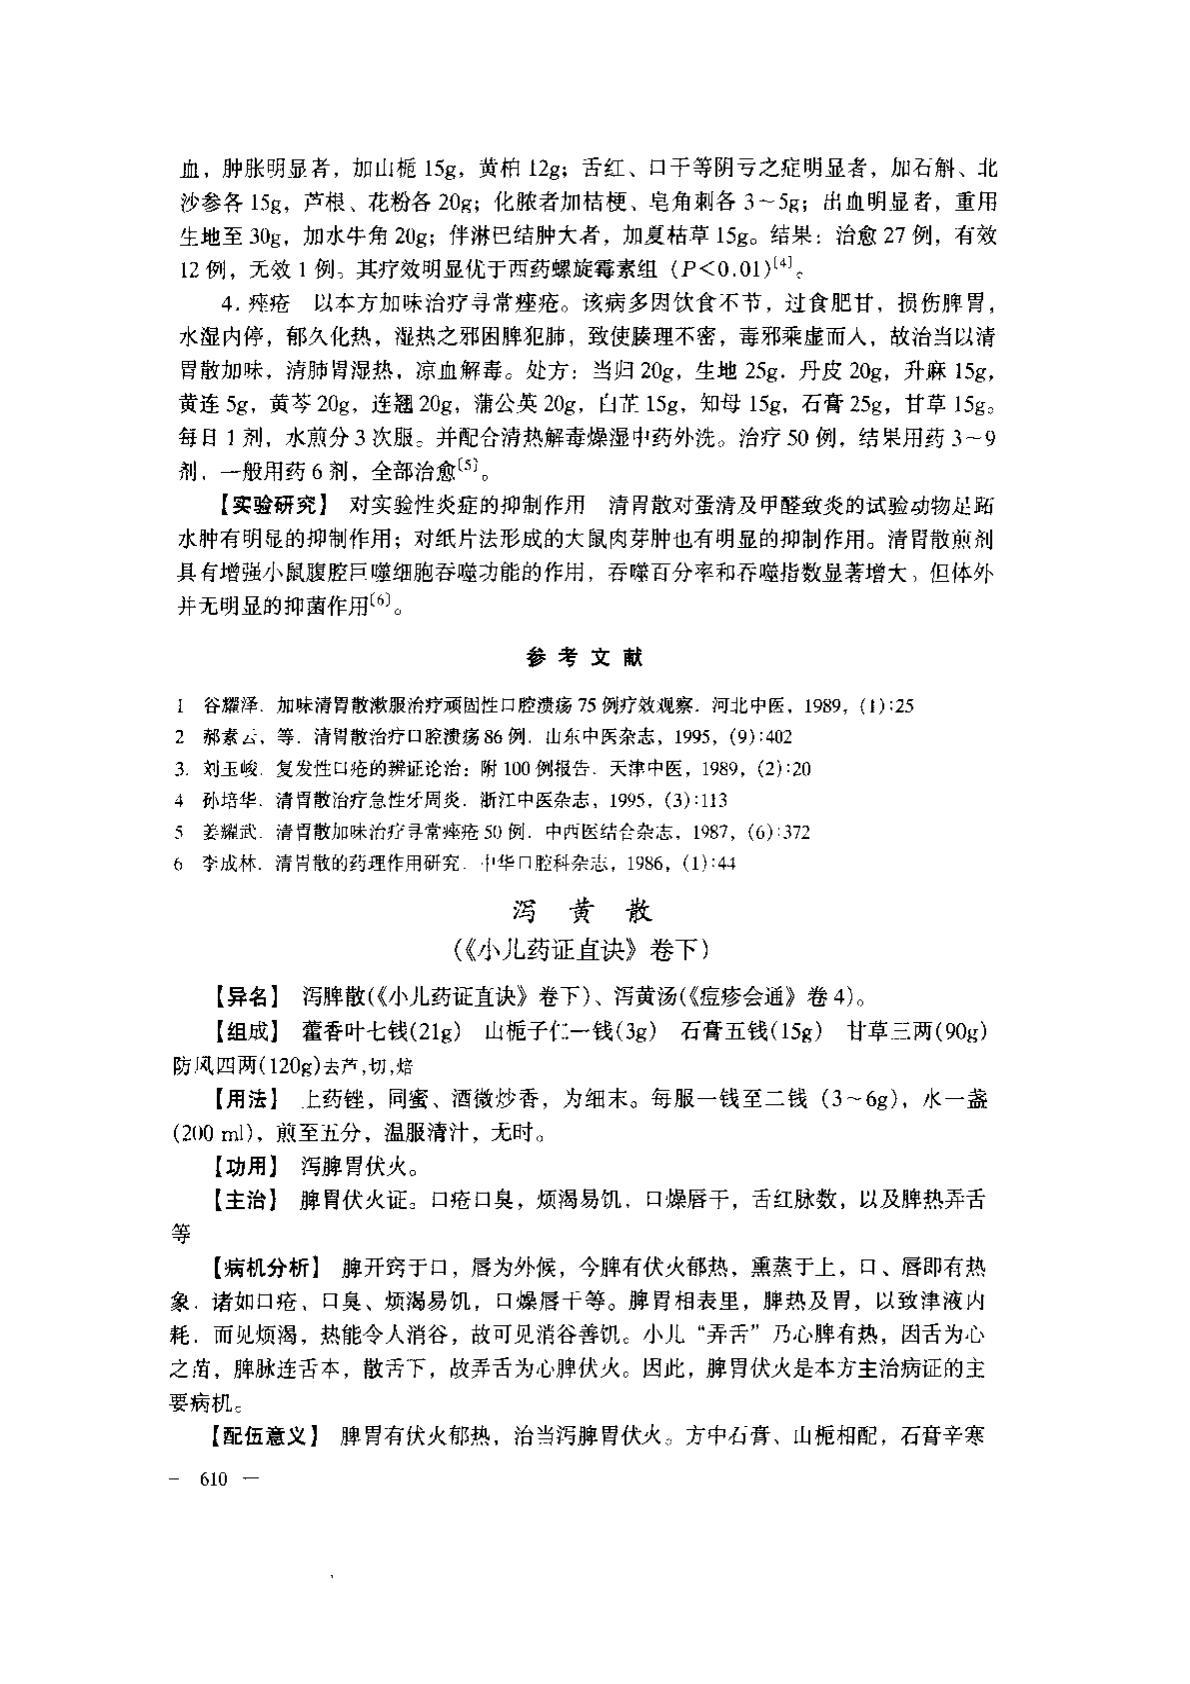 血，肿胀明显者，加山栀 15g，黄柏 12g；舌红、口干等阴亏之症明显者，加石斛、北
沙参各 15g，芦根、花粉各 20g；化脓者加桔梗、皂角刺各 3～5g；出血明显者，重用
生地至 30g，加水牛角 20g；伴淋巴结肿大者，加夏枯草 15g。结果：治愈 27 例，有效
12 例，无效 1 例。其疗效明显优于西药螺旋霉素组（P<0.01）〔4〕。
4. 痤疮　以本方加味治疗寻常痤疮。该病多因饮食不节，过食肥甘，损伤脾胃，
水湿内停，郁久化热，湿热之邪困脾犯肺，致使腠理不密，毒邪乘虚而入，故治当以清
胃散加味，清肺胃湿热，凉血解毒。处方：当归 20g，生地 25g．丹皮 20g，升麻 15g，
黄连 5g，黄芩 20g，连翘 20g，蒲公英 20g，白芷 15g，知母 15g，石膏 25g，甘草 15g。
每日 1 剂，水煎分 3 次服。并配合清热解毒燥湿中药外洗。治疗 50 例，结果用药 3～9
剂，一般用药 6 剂，全部治愈〔5〕。
【实验研究】 对实验性炎症的抑制作用　清胃散对蛋清及甲醛致炎的试验动物足跖
水肿有明显的抑制作用；对纸片法形成的大鼠肉芽肿也有明显的抑制作用。清胃散煎剂
具有增强小鼠腹腔巨噬细胞吞噬功能的作用，吞噬百分率和吞噬指数显著增大，但体外
并无明显的抑菌作用〔6〕。
参 考 文 献
1 谷耀泽．加味清胃散漱服治疗顽固性口腔溃疡 75 例疗效观察．河北中医，1989，(1):25
2 郝素云，等．清胃散治疗口腔溃疡 86 例．山东中医杂志，1995，(9):402
3. 刘玉峻．复发性口疮的辨证论治：附 100 例报告．天津中医，1989，(2):20
4 孙培华．清胃散治疗急性牙周炎．浙江中医杂志，1995，(3):113
5 姜耀武．清胃散加味治疗寻常痤疮 50 例．中西医结合杂志，1987，(6):372
6 李成林．清胃散的药理作用研究．中华口腔科杂志，1986，(1):44
泻 黄 散
（《小儿药证直诀》卷下）
【异名】 泻脾散(《小儿药证直诀》卷下)、泻黄汤(《痘疹会通》卷 4)。
【组成】 藿香叶七钱(21g)　山栀子仁一钱(3g)　石膏五钱(15g)　甘草三两(90g)
防风四两(120g)去芦,切,焙
【用法】 上药锉，同蜜、酒微炒香，为细末。每服一钱至二钱（3～6g），水一盏
(200 ml)，煎至五分，温服清汁，无时。
【功用】 泻脾胃伏火。
【主治】 脾胃伏火证。口疮口臭，烦渴易饥，口燥唇干，舌红脉数，以及脾热弄舌
等
【病机分析】 脾开窍于口，唇为外候，今脾有伏火郁热，熏蒸于上，口、唇即有热
象．诸如口疮、口臭、烦渴易饥，口燥唇干等。脾胃相表里，脾热及胃，以致津液内
耗．而见烦渴，热能令人消谷，故可见消谷善饥。小儿“弄舌”乃心脾有热，因舌为心
之苗，脾脉连舌本，散舌下，故弄舌为心脾伏火。因此，脾胃伏火是本方主治病证的主
要病机。
【配伍意义】 脾胃有伏火郁热，治当泻脾胃伏火。方中石膏、山栀相配，石膏辛寒
－ 610 －